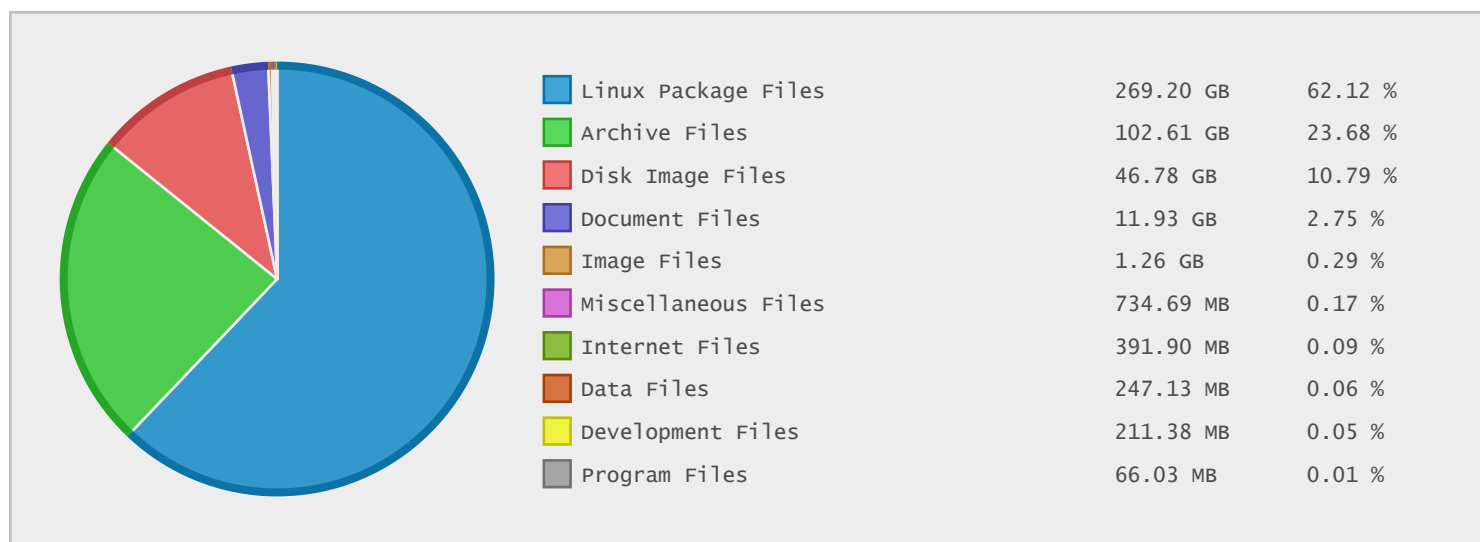 Linux Package Files 269.20 GB 62.12 %
Archive Files 102.61 GB 23.68 %
Disk Image Files 46.78 GB 10.79 %
Document Files 11.93 GB 2.75 %
Image Files 1.26 GB 0.29 %
Miscellaneous Files 734.69 MB 0.17 %
Internet Files 391.90 MB 0.09 %
Data Files 247.13 MB 0.06 %
Development Files 211.38 MB 0.05 %
Program Files 66.03 MB 0.01 %